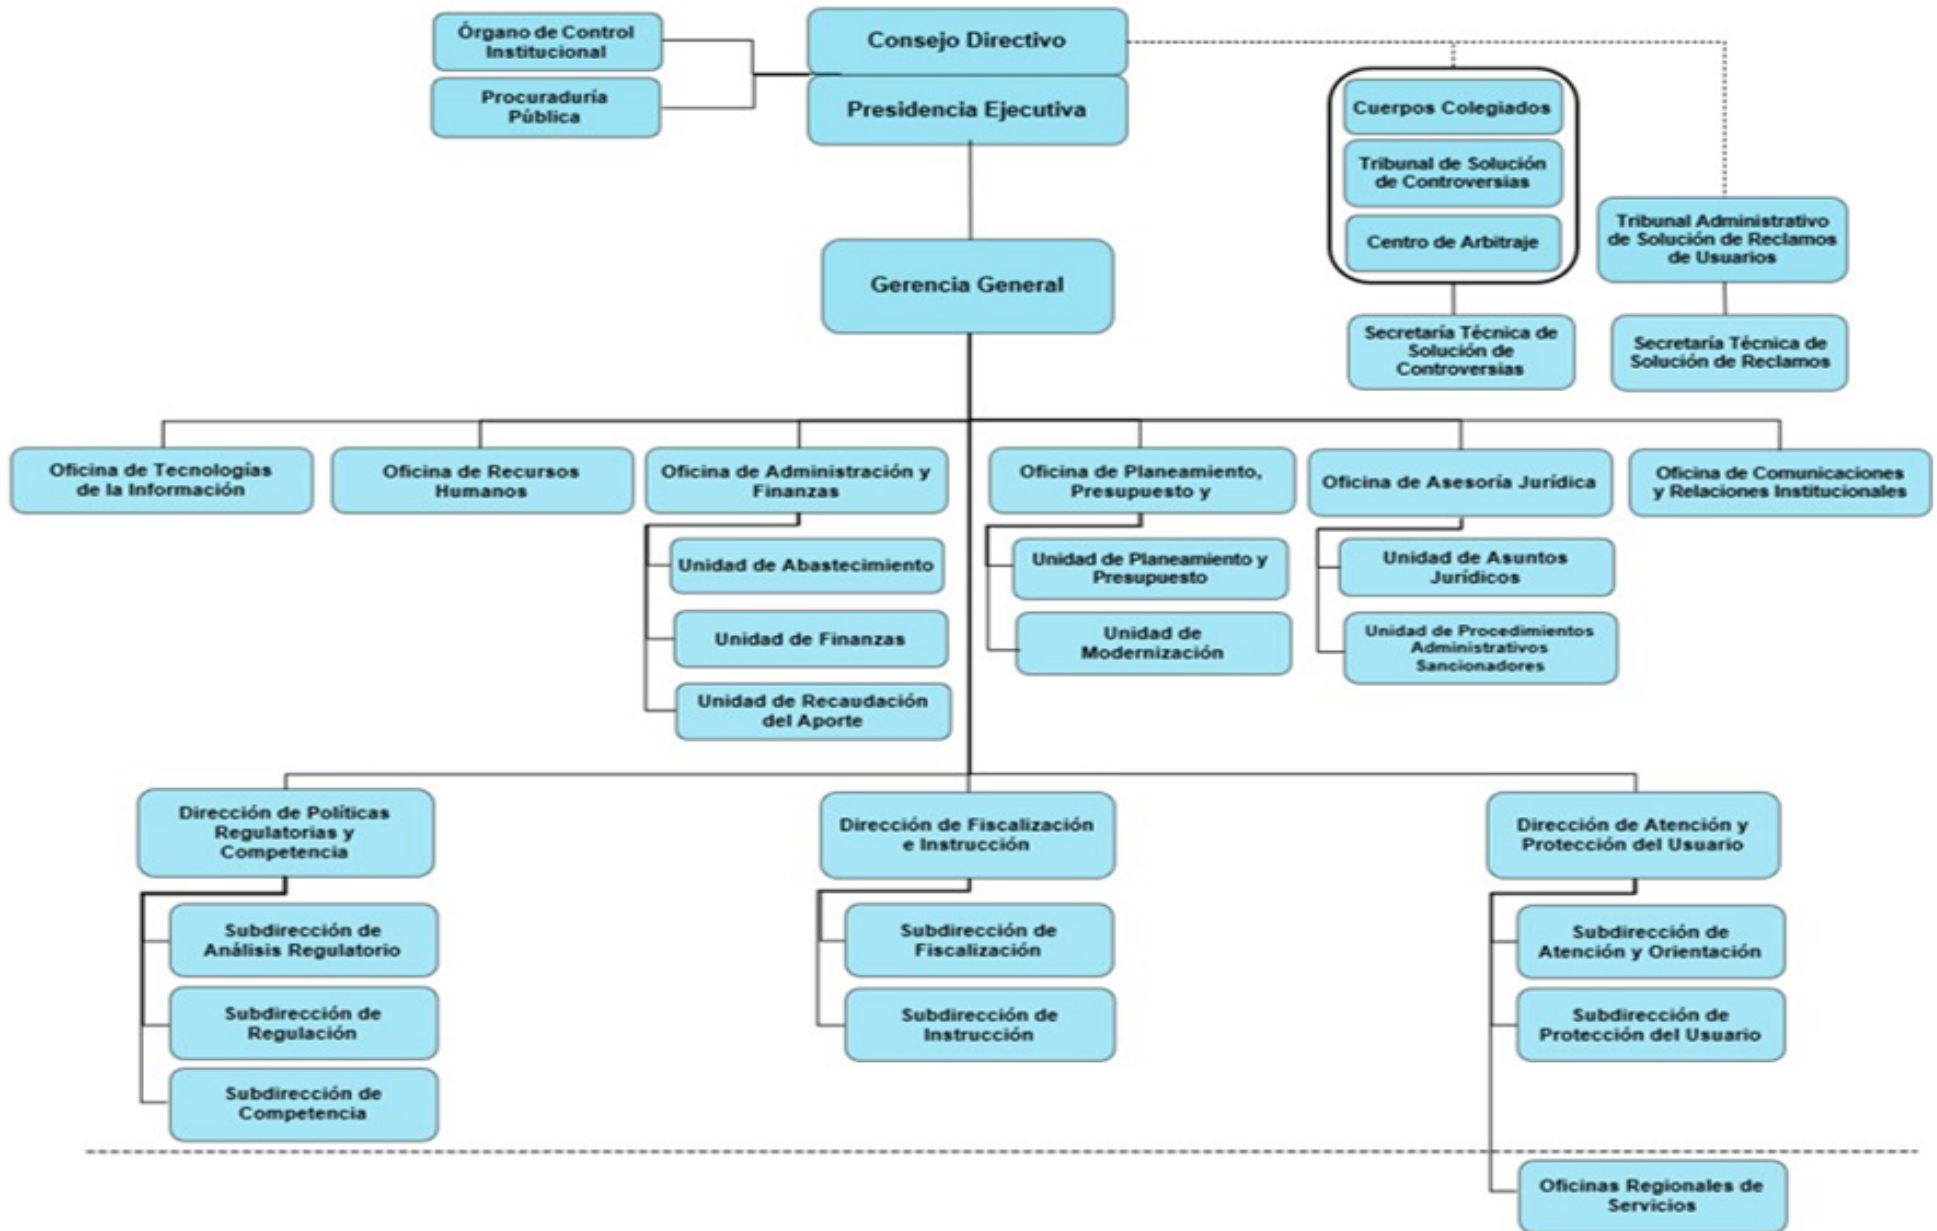 Órgano de Control
Institucional
Procuraduría
Pública
Consejo Directivo
Presidencia Ejecutiva
Cuerpos Colegiados
Tribunal de Solución
de Controversias
Centro de Arbitraje
Tribunal Administrativo
de Solución de Reclamos
de Usuarios
Gerencia General
Secretaría Técnica de
Solución de
Controversias
Secretaría Técnica de
Solución de Reclamos
Oficina de Tecnologías
de la Información
Oficina de Recursos
Humanos
Oficina de Administración y
Finanzas
Oficina de Planeamiento,
Presupuesto y
Oficina de Asesoría Jurídica
Oficina de Comunicaciones
y Relaciones Institucionales
Unidad de Abastecimiento
Unidad de Finanzas
Unidad de Recaudación
del Aporte
Unidad de Planeamiento y
Presupuesto
Unidad de
Modernización
Unidad de Asuntos
Jurídicos
Unidad de Procedimientos
Administrativos
Sancionadores
Dirección de Políticas
Regulatorias y
Competencia
Subdirección de
Análisis Regulatorio
Subdirección de
Regulación
Subdirección de
Competencia
Dirección de Fiscalización
e Instrucción
Subdirección de
Fiscalización
Subdirección de
Instrucción
Dirección de Atención y
Protección del Usuario
Subdirección de
Atención y Orientación
Subdirección de
Protección del Usuario
Oficinas Regionales de
Servicios